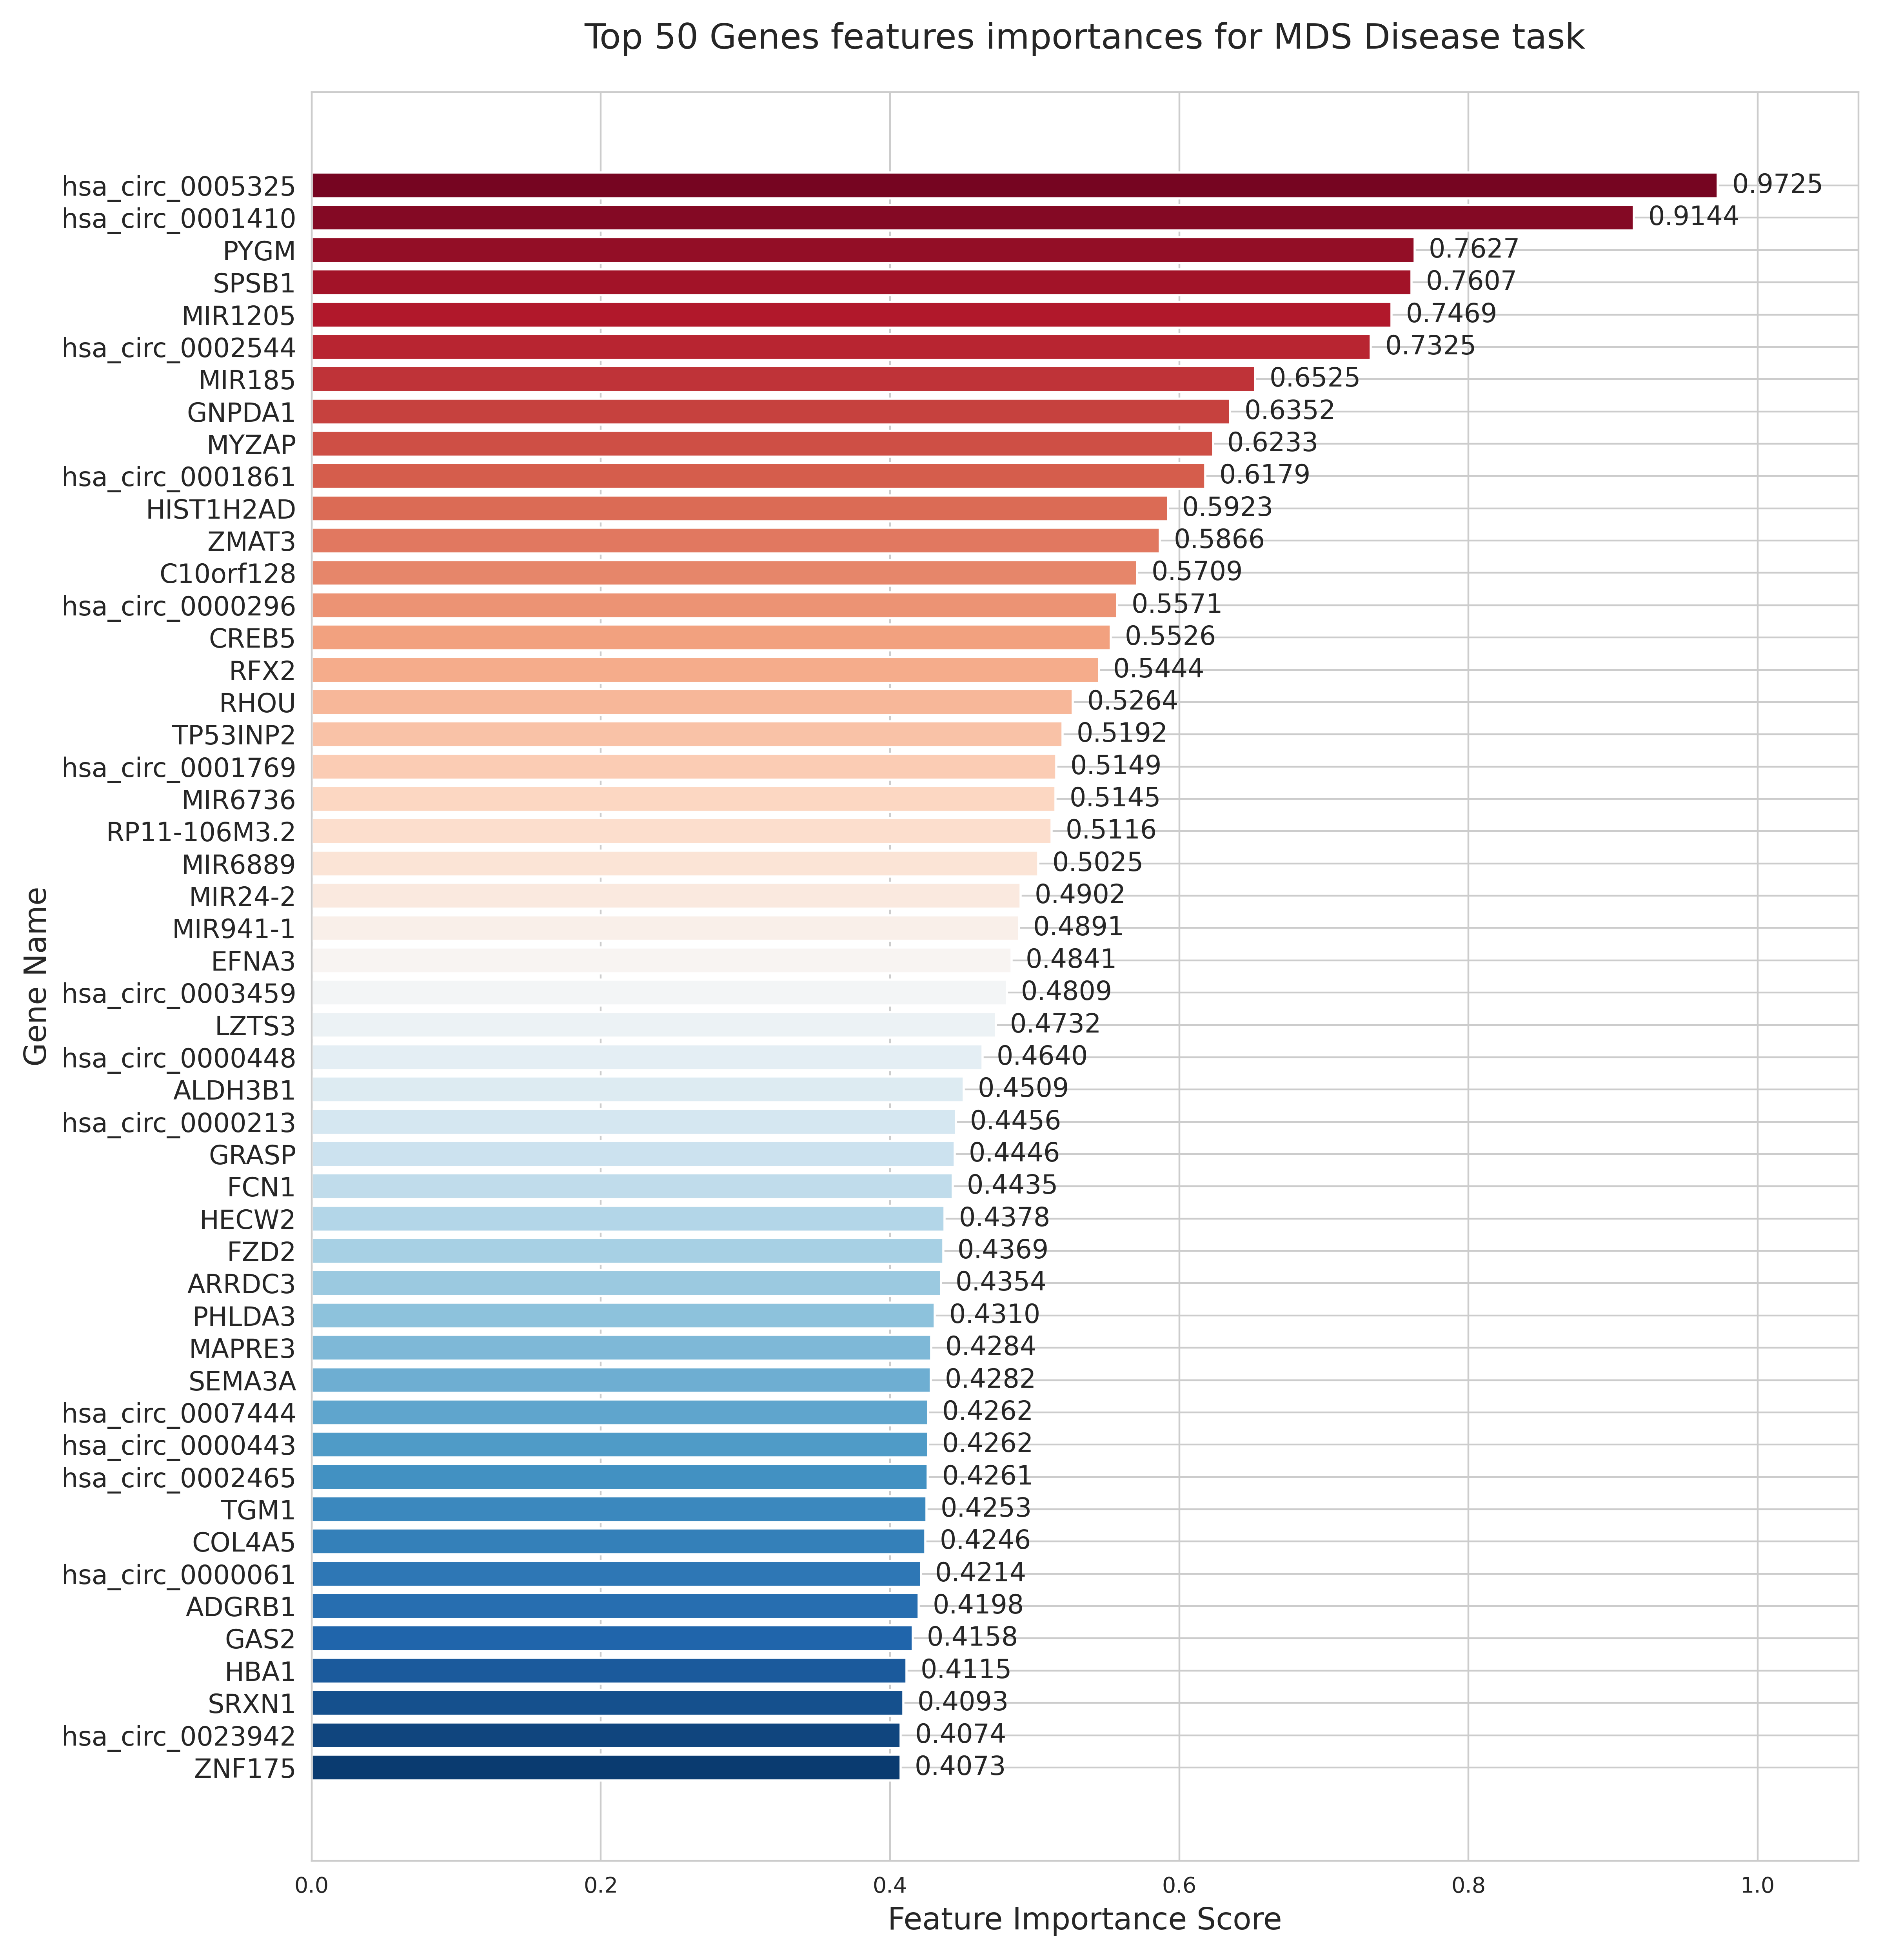 Top 50 Genes features importances for MDS Disease task
hsa_circ_0005325 0.9725
hsa_circ_0001410 0.9144
PYGM 0.7627
SPSB1 0.7607
MIR1205 0.7469
hsa_circ_0002544 0.7325
MIR185 0.6525
GNPDA1 0.6352
MYZAP 0.6233
hsa_circ_0001861 0.6179
HIST1H2AD 0.5923
ZMAT3 0.5866
C10orf128 0.5709
hsa_circ_0000296 0.5571
CREB5 0.5526
RFX2 0.5444
RHOU 0.5264
TP53INP2 0.5192
hsa_circ_0001769 0.5149
MIR6736 0.5145
RP11-106M3.2 0.5116
MIR6889 0.5025
MIR24-2 0.4902
MIR941-1 0.4891
EFNA3 0.4841
hsa_circ_0003459 0.4809
LZTS3 0.4732
hsa_circ_0000448 0.4640
ALDH3B1 0.4509
hsa_circ_0000213 0.4456
GRASP 0.4446
FCN1 0.4435
HECW2 0.4378
FZD2 0.4369
ARRDC3 0.4354
PHLDA3 0.4310
MAPRE3 0.4284
SEMA3A 0.4282
hsa_circ_0007444 0.4262
hsa_circ_0000443 0.4262
hsa_circ_0002465 0.4261
TGM1 0.4253
COL4A5 0.4246
hsa_circ_0000061 0.4214
ADGRB1 0.4198
GAS2 0.4158
HBA1 0.4115
SRXN1 0.4093
hsa_circ_0023942 0.4074
ZNF175 0.4073
Gene Name
0.0 0.2 0.4 0.6 0.8 1.0
Feature Importance Score